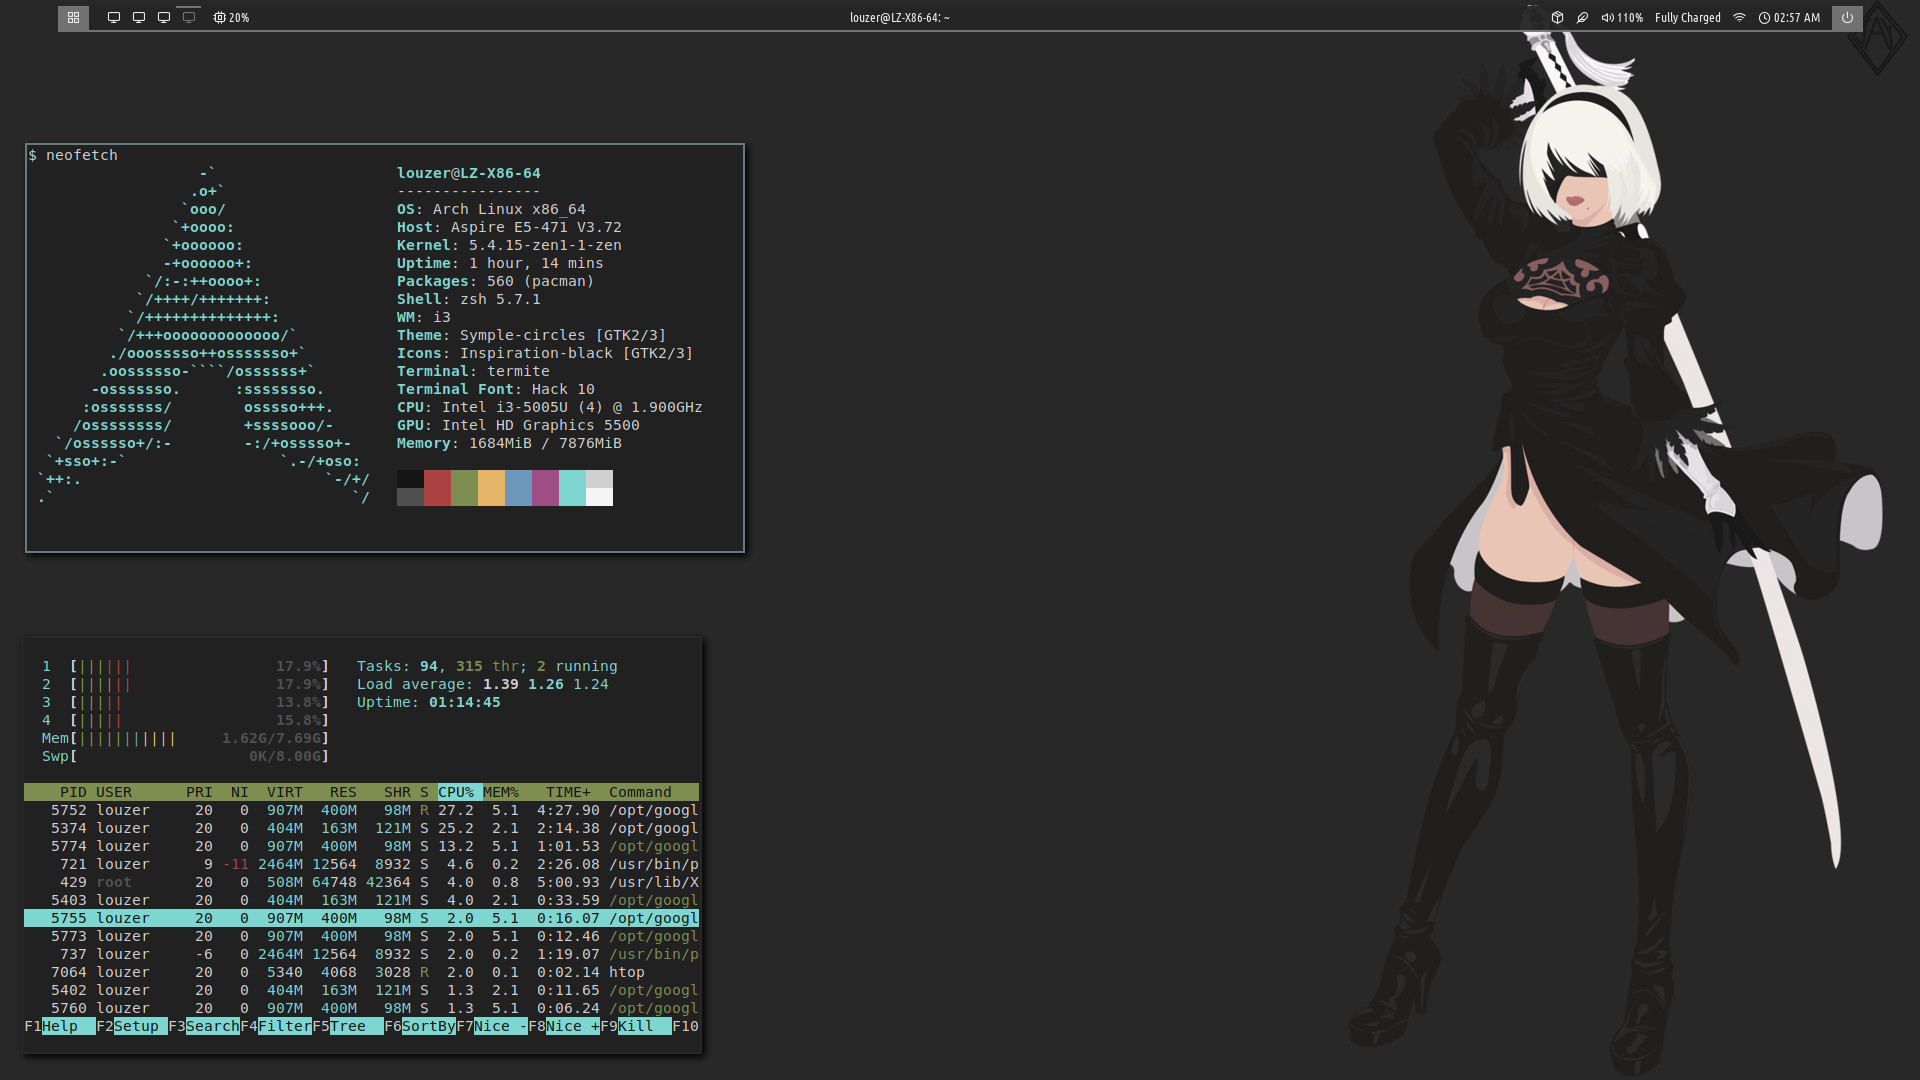 20%
louzer@LZ-X86-64: ~
110%
Fully Charged
02:57 AM
$ neofetch
louzer@LZ-X86-64
----------------
OS: Arch Linux x86_64
Host: Aspire E5-471 V3.72
Kernel: 5.4.15-zen1-1-zen
Uptime: 1 hour, 14 mins
Packages: 560 (pacman)
Shell: zsh 5.7.1
WM: i3
Theme: Symple-circles [GTK2/3]
Icons: Inspiration-black [GTK2/3]
Terminal: termite
Terminal Font: Hack 10
CPU: Intel i3-5005U (4) @ 1.900GHz
GPU: Intel HD Graphics 5500
Memory: 1684MiB / 7876MiB
1 [|||||| 17.9%] Tasks: 94, 315 thr; 2 running
2 [|||||| 17.9%] Load average: 1.39 1.26 1.24
3 [||||| 13.8%] Uptime: 01:14:45
4 [||||| 15.8%]
Mem[||||||||||| 1.62G/7.69G]
Swp[ 0K/8.00G]
PID USER PRI NI VIRT RES SHR S CPU% MEM% TIME+ Command
5752 louzer 20 0 907M 400M 98M R 27.2 5.1 4:27.90 /opt/googl
5374 louzer 20 0 404M 163M 121M S 25.2 2.1 2:14.38 /opt/googl
5774 louzer 20 0 907M 400M 98M S 13.2 5.1 1:01.53 /opt/googl
721 louzer 9 -11 2464M 12564 8932 S 4.6 0.2 2:26.08 /usr/bin/p
429 root 20 0 508M 64748 42364 S 4.0 0.8 5:00.93 /usr/lib/X
5403 louzer 20 0 404M 163M 121M S 4.0 2.1 0:33.59 /opt/googl
5755 louzer 20 0 907M 400M 98M S 2.0 5.1 0:16.07 /opt/googl
5773 louzer 20 0 907M 400M 98M S 2.0 5.1 0:12.46 /opt/googl
737 louzer -6 0 2464M 12564 8932 S 2.0 0.2 1:19.07 /usr/bin/p
7064 louzer 20 0 5340 4068 3028 R 2.0 0.1 0:02.14 htop
5402 louzer 20 0 404M 163M 121M S 1.3 2.1 0:11.65 /opt/googl
5760 louzer 20 0 907M 400M 98M S 1.3 5.1 0:06.24 /opt/googl
F1Help F2Setup F3SearchF4FilterF5Tree F6SortByF7Nice -F8Nice +F9Kill F10